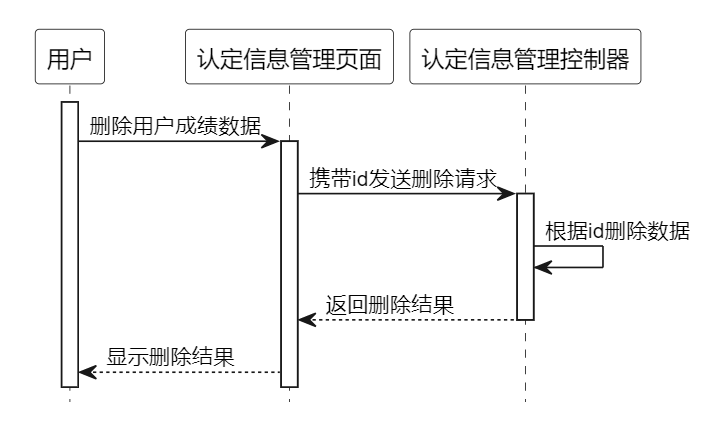 用户
认定信息管理页面
认定信息管理控制器
删除用户成绩数据
携带id发送删除请求
根据id删除数据
返回删除结果
显示删除结果